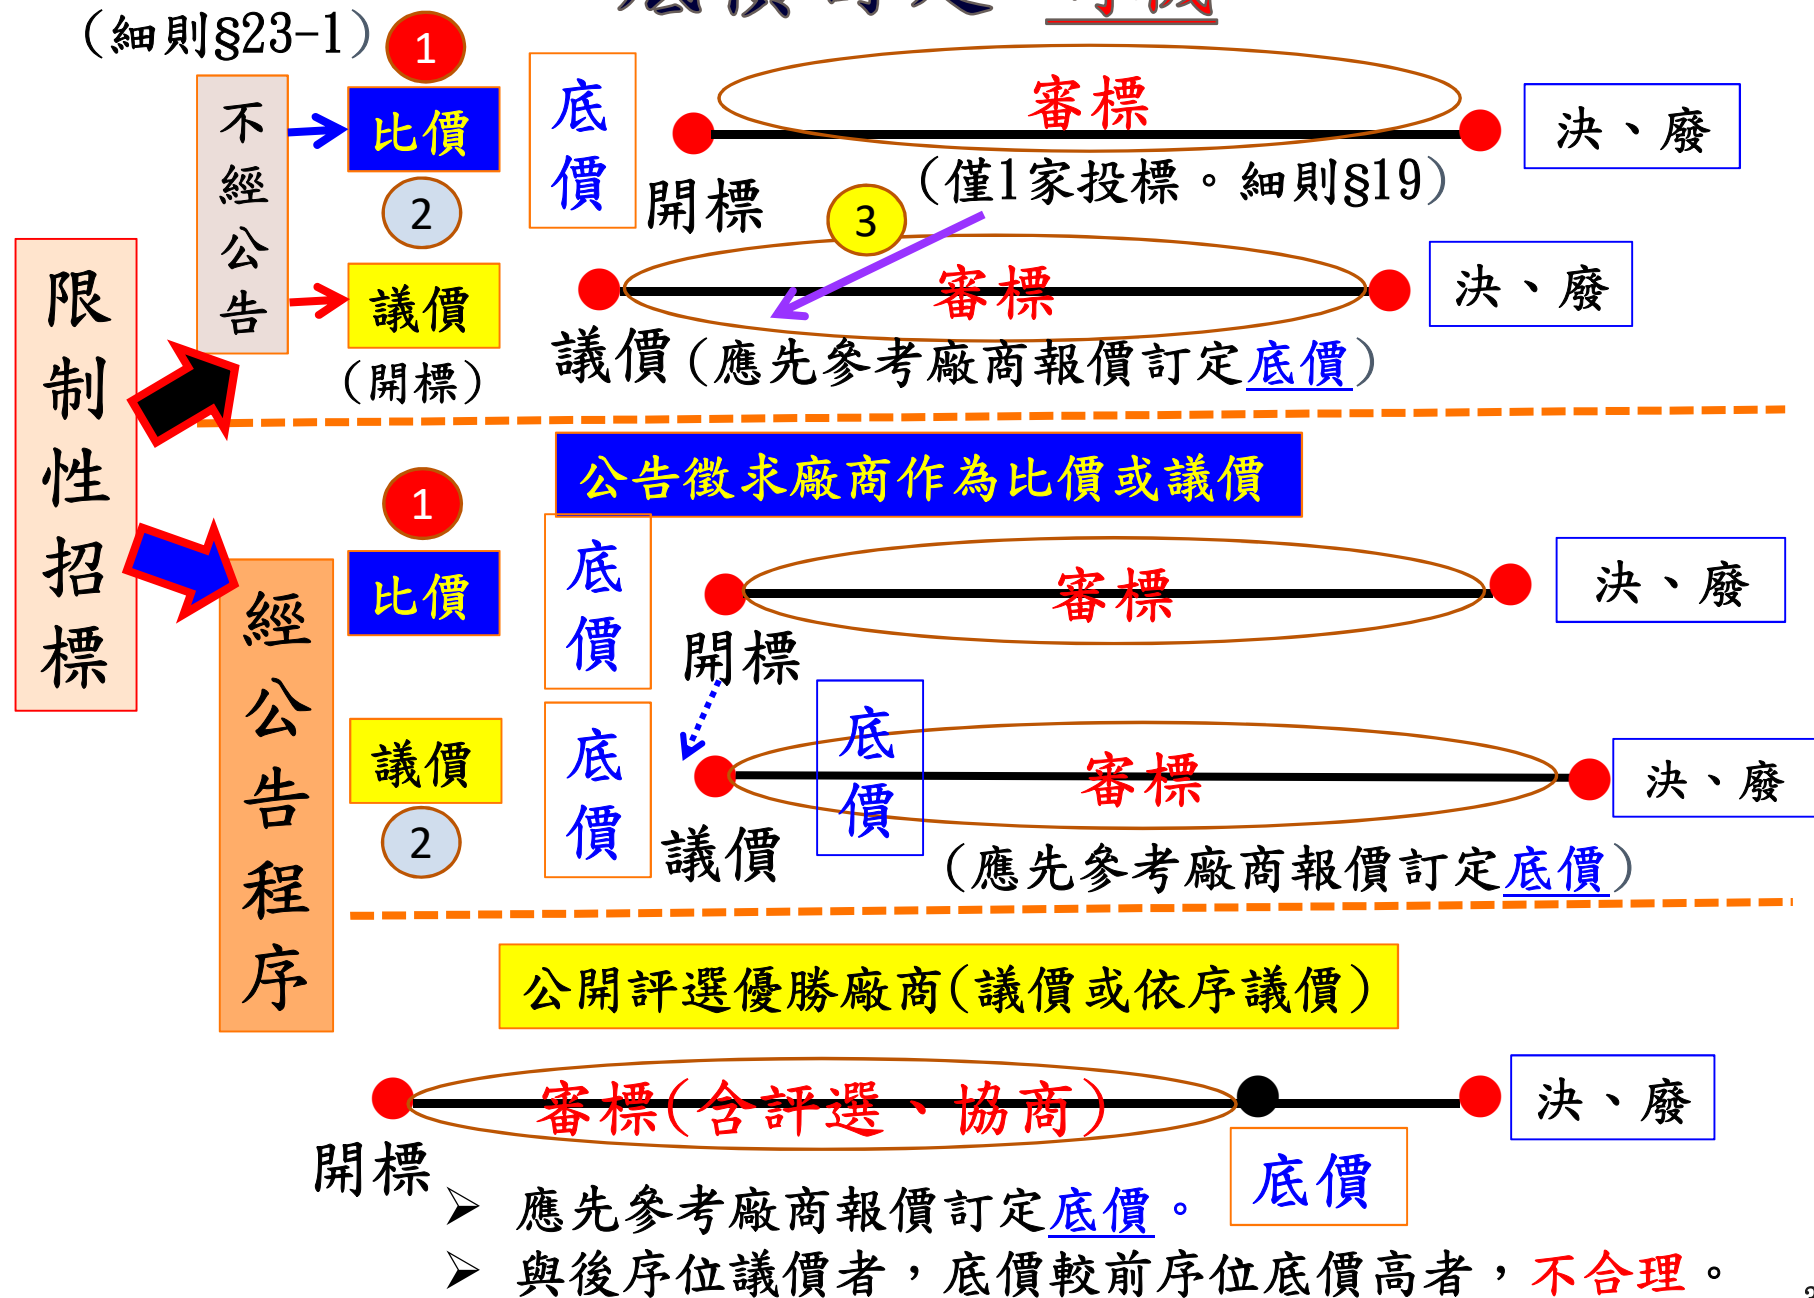 底價訂定 時機
(細則§23-1)
不經公告
1
比價
底價
審標
決、廢
開標
(僅1家投標。細則§19)
2
3
議價
(開標)
審標
決、廢
議價(應先參考廠商報價訂定底價)
限制性招標
公告徵求廠商作為比價或議價
經公告程序
1
比價
底價
審標
決、廢
開標
議價
2
底價
底價
審標
決、廢
議價
(應先參考廠商報價訂定底價)
公開評選優勝廠商(議價或依序議價)
審標(含評選、協商)
決、廢
開標
底價
➢ 應先參考廠商報價訂定底價。
➢ 與後序位議價者,底價較前序位底價高者,不合理。